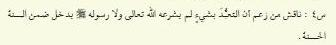 س٤ : ناقش من زعم أن التعبُّدَ بشيءٍ لم يشرعه الله تعالى ولا رسوله ﷺ يدخل ضمن السنة
الحسنة .